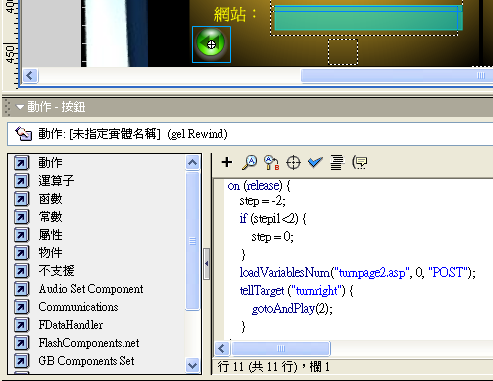 400
網站：
450
動作 - 按鈕
動作: [未指定實體名稱] (gel Rewind)
動作
運算子
函數
常數
屬性
物件
不支援
Audio Set Component
Communications
FDataHandler
FlashComponents.net
GB Components Set
on (release) {
step = -2;
if (stepi1<2) {
step = 0;
}
loadVariablesNum("turnpage2.asp", 0, "POST");
tellTarget ("turnright") {
gotoAndPlay(2);
}
行 11 (共 11 行)，欄 1